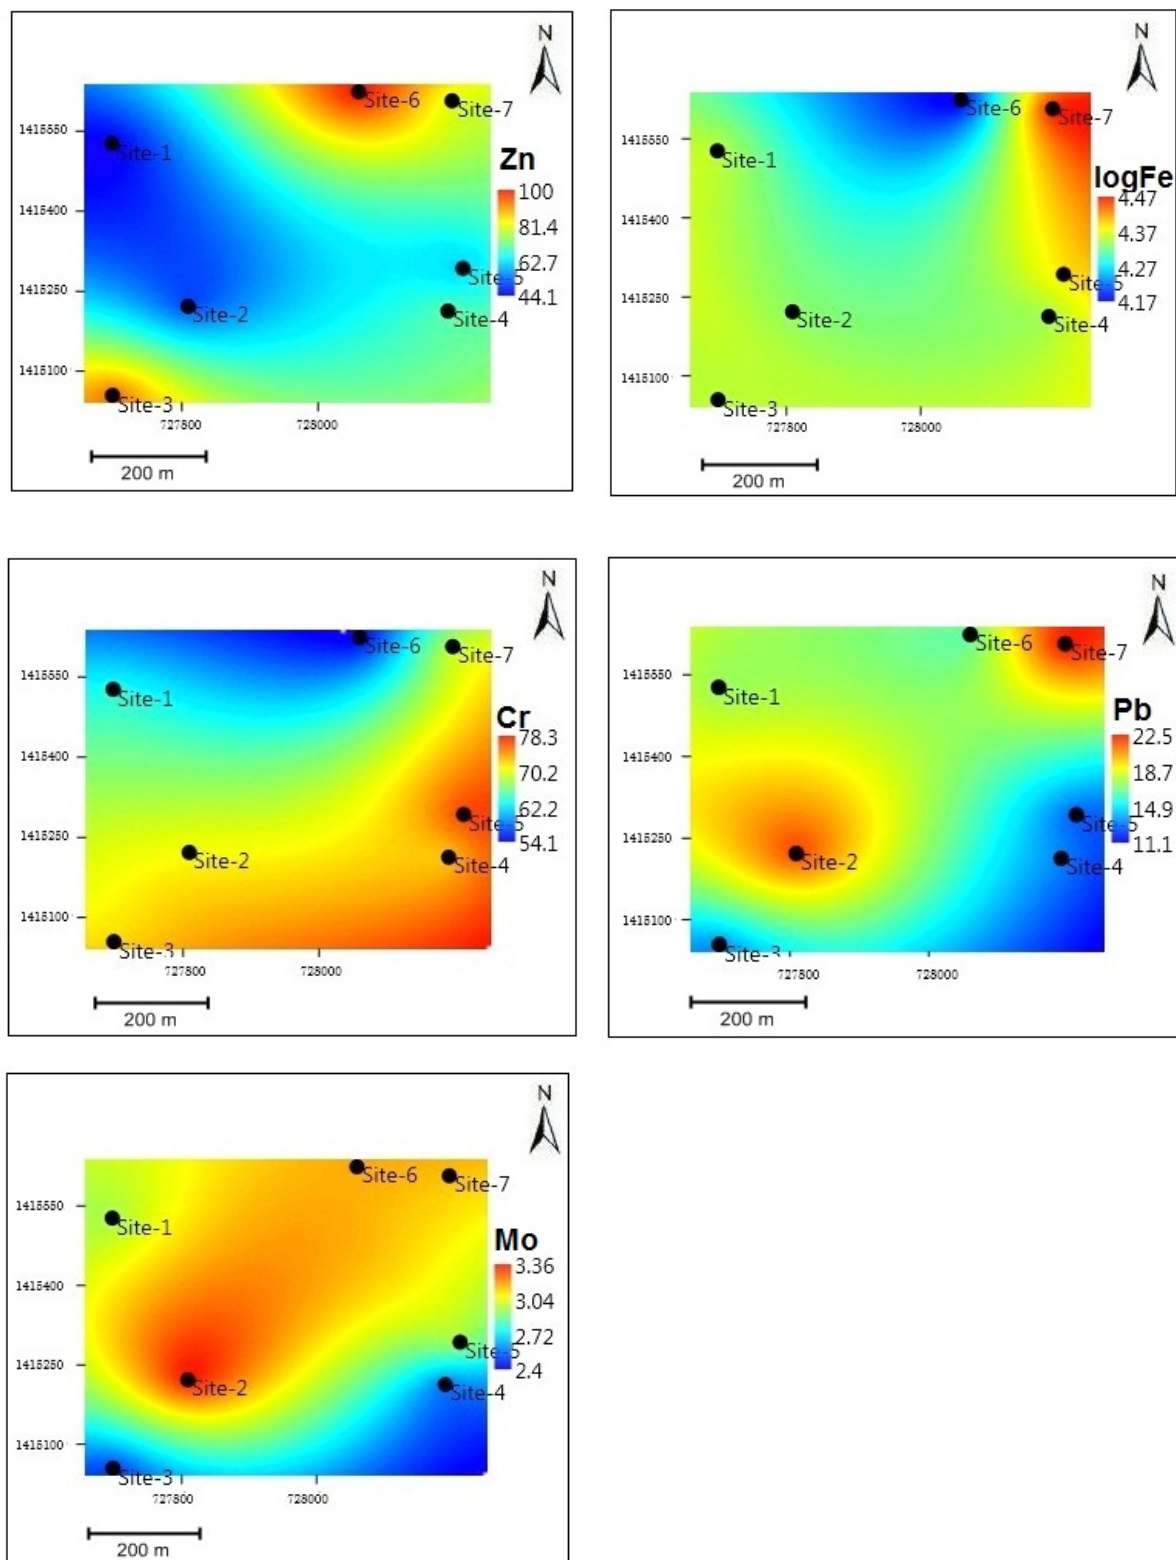 N
Site-6
Site-7
1415550
Site-1
Zn
100
81.4
62.7
44.1
1415400
Site-5
1415250
Site-2
Site-4
1415100
Site-3
727800
728000
200 m
N
Site-6
Site-7
1415550
Site-1
logFe
4.47
4.37
4.27
4.17
1415400
Site-5
1415250
Site-2
Site-4
1415100
Site-3
727800
728000
200 m
N
Site-6
Site-7
1415550
Site-1
Cr
78.3
70.2
62.2
54.1
1415400
Site-5
1415250
Site-2
Site-4
1415100
Site-3
727800
728000
200 m
N
Site-6
Site-7
1415550
Site-1
Pb
22.5
18.7
14.9
11.1
1415400
Site-5
1415250
Site-2
Site-4
1415100
Site-3
727800
728000
200 m
N
Site-6
Site-7
1415550
Site-1
Mo
3.36
3.04
2.72
2.4
1415400
Site-5
1415250
Site-2
Site-4
1415100
Site-3
727800
728000
200 m